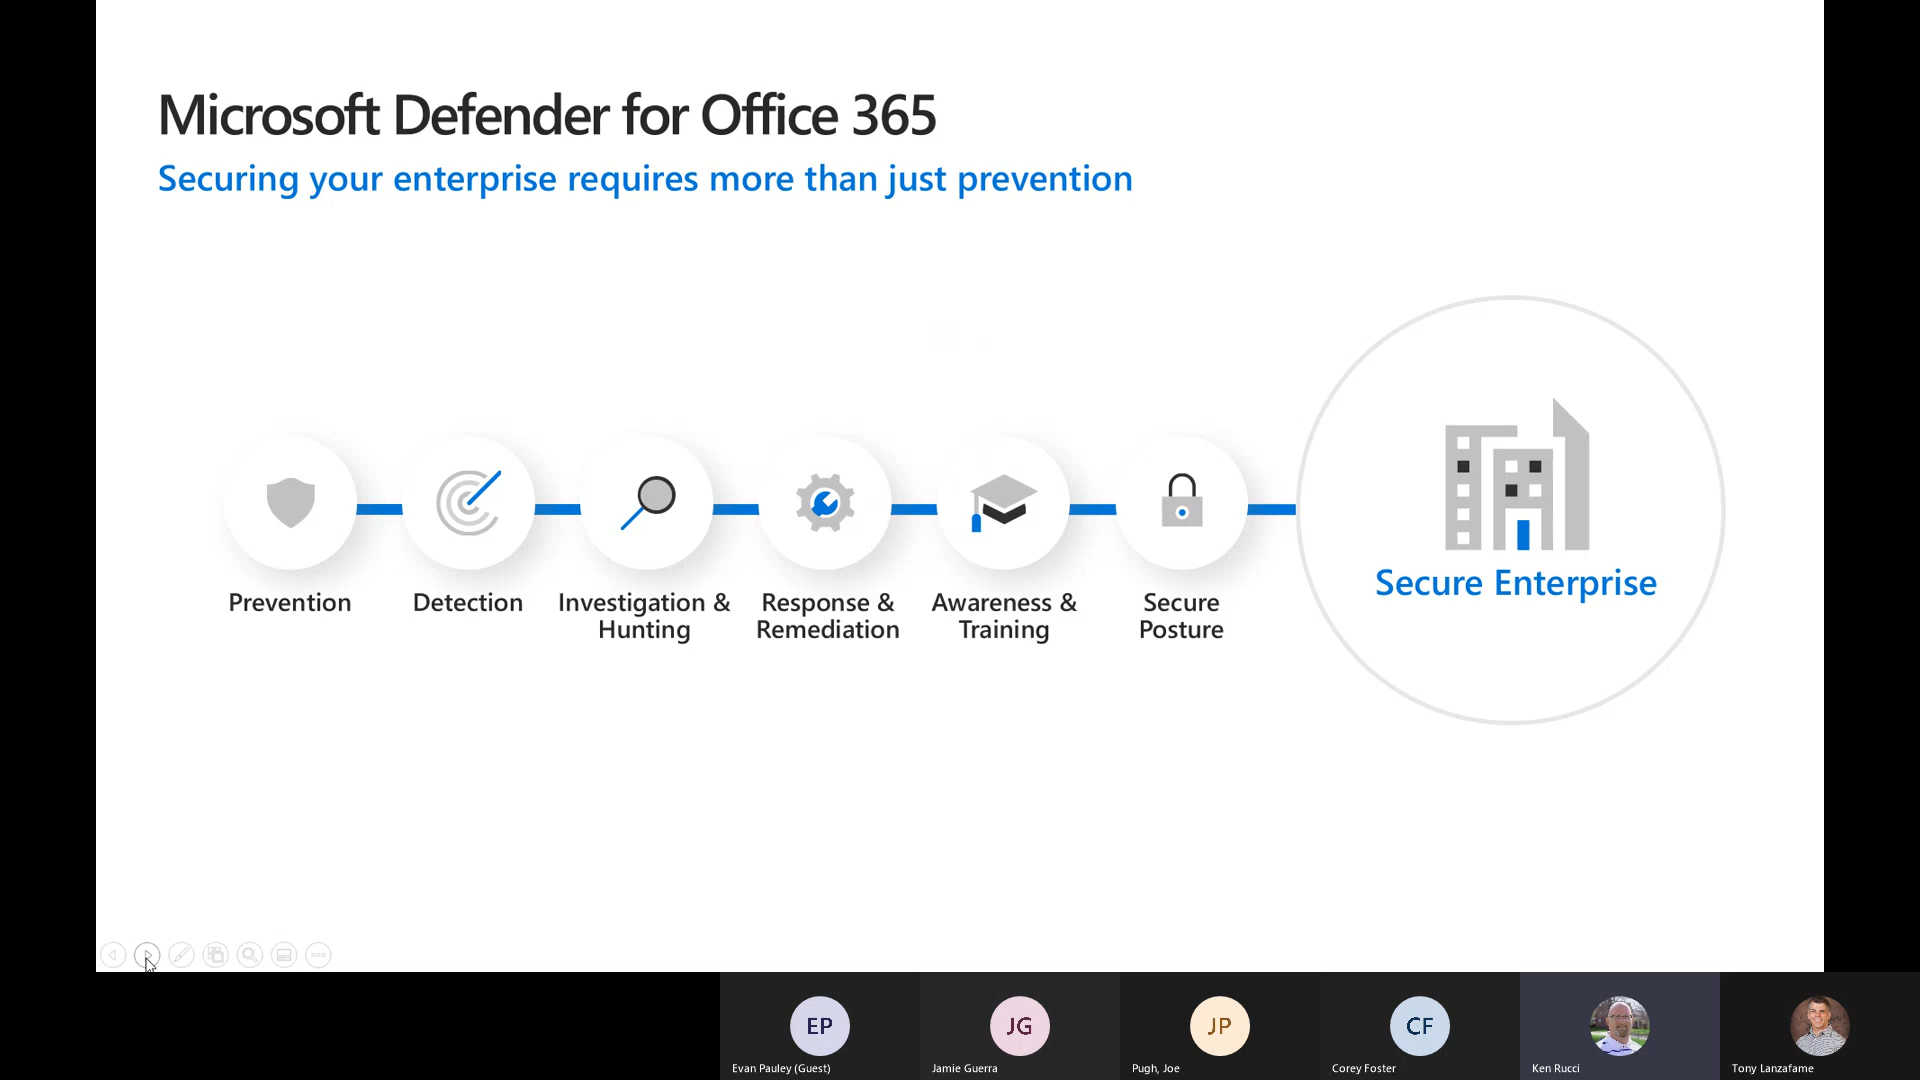 Microsoft Defender for Office 365
Securing your enterprise requires more than just prevention
Prevention
Detection
Investigation &
Hunting
Response &
Remediation
Awareness &
Training
Secure
Posture
Secure Enterprise
EP
Evan Pauley (Guest)
JG
Jamie Guerra
JP
Pugh, Joe
CF
Corey Foster
Ken Rucci
Tony Lanzafame